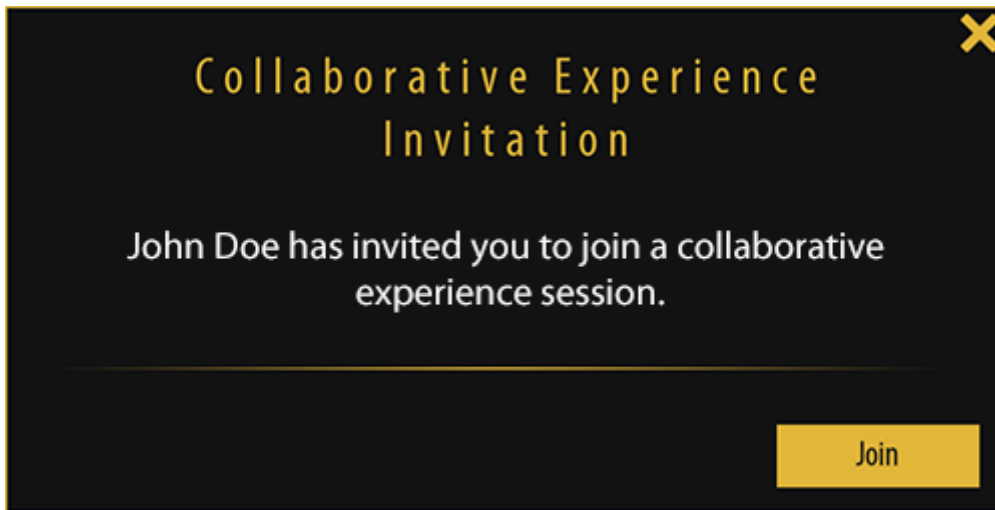 Collaborative Experience
Invitation
John Doe has invited you to join a collaborative
experience session.
Join